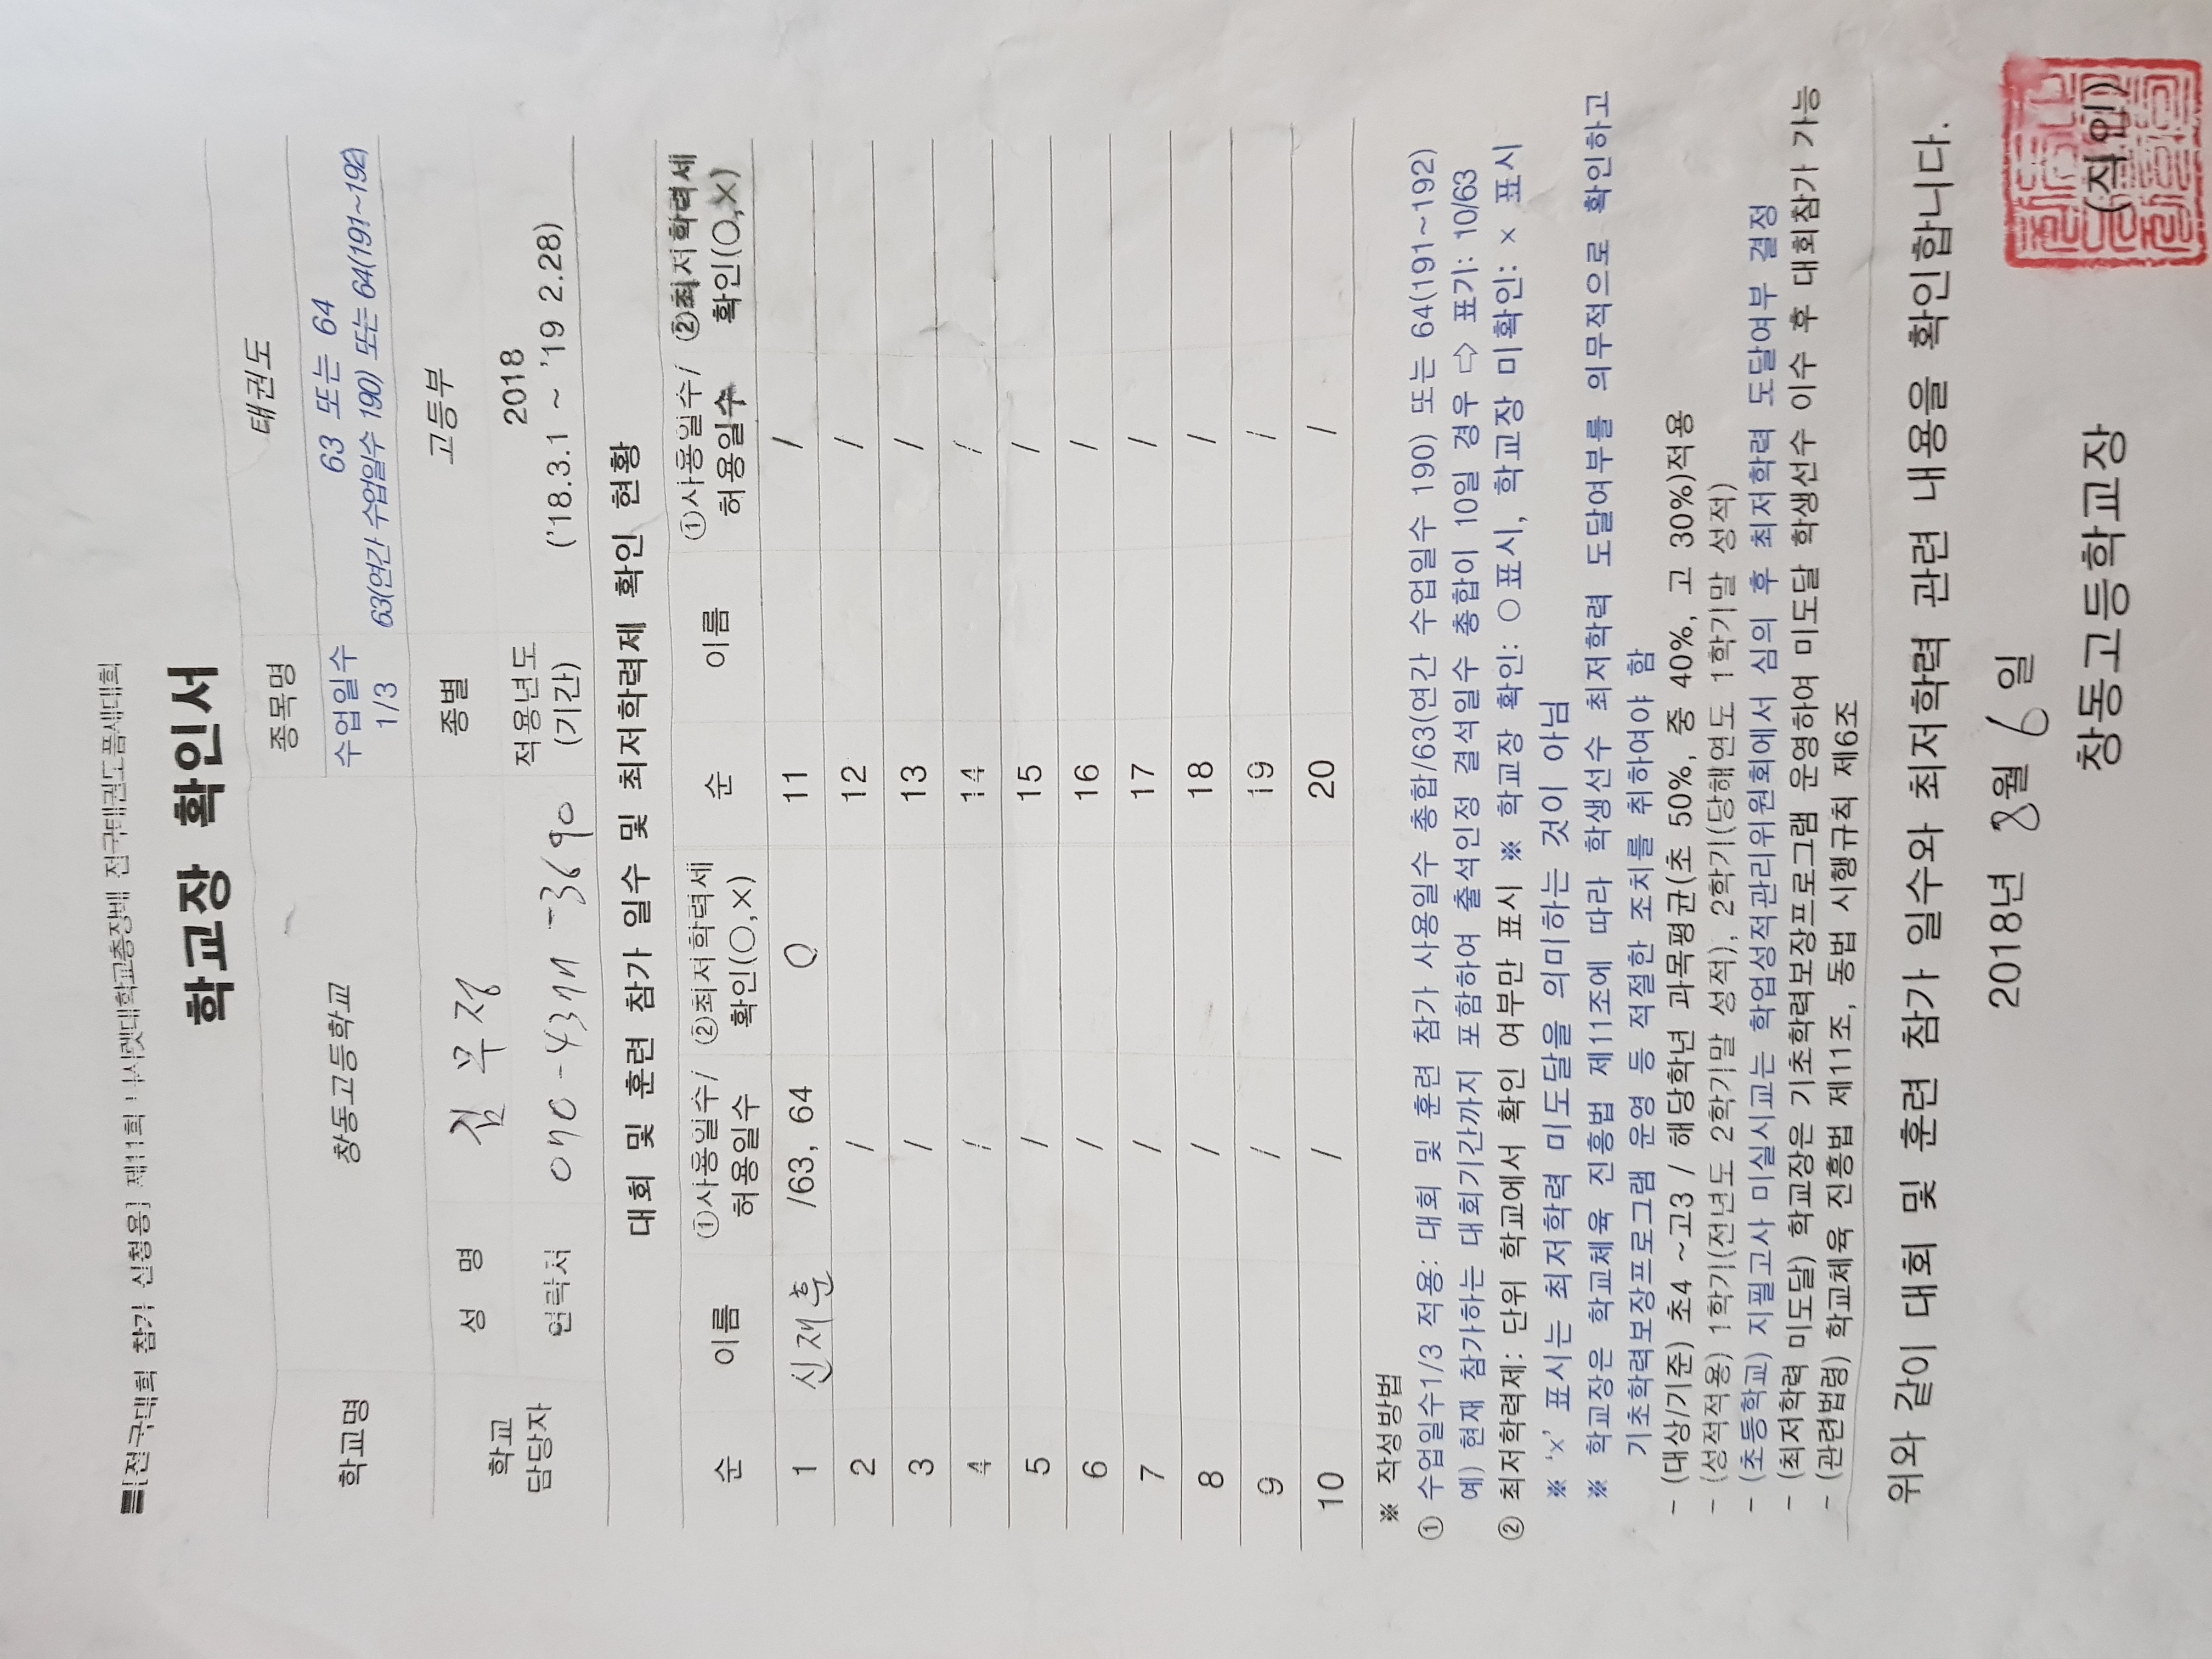 [전국대회 참가 신청용] 제11회 나사렛대학교총장배 전국태권도품새대회
학교장 확인서
학교명 창동고등학교 종목명 태권도
수업일수 1/3 63 또는 64
63(연간 수업일수 190) 또는 64(191~192)
학교 담당자 성 명 김 부 정 종별 고등부
연락처 적용년도 (기간) 2018
('18.3.1 ~ '19 2.28)
대회 및 훈련 참가 일수 및 최저학력제 확인 현황
순 이름 ①사용일수/허용일수 ②최저학력제 확인(○,×) 순 이름 ①사용일수/허용일수 ②최저학력제 확인(○,×)
1 신재훈 /63, 64 ○ 11 /
2 / 12 /
3 / 13 /
4 / 14 /
5 / 15 /
6 / 16 /
7 / 17 /
8 / 18 /
9 / 19 /
10 / 20 /
※ 작성방법
① 수업일수1/3 적용: 대회 및 훈련 참가 사용일수 총합/63(연간 수업일수 190) 또는 64(191~192)
예) 현재 참가하는 대회기간까지 포함하여 출석인정 결석일수 총합이 10일 경우 ⇨ 표기: 10/63
② 최저학력제: 단위 학교에서 확인 여부만 표시 ※ 학교장 확인: ○표시, 학교장 미확인: × 표시
※ '×' 표시는 최저학력 미도달을 의미하는 것이 아님
※ 학교장은 학교체육 진흥법 제11조에 따라 학생선수 최저학력 도달여부를 의무적으로 확인하고
기초학력보장프로그램 운영 등 적절한 조치를 취하여야 함
- (대상/기준) 초4 ~고3 / 해당학년 과목평균(초 50%, 중 40%, 고 30%)적용
- (성적적용) 1학기(전년도 2학기말 성적), 2학기(당해연도 1학기말 성적)
- (초등학교) 지필고사 미실시교는 학업성적관리위원회에서 심의 후 최저학력 도달여부 결정
- (최저학력 미도달) 학교장은 기초학력보장프로그램 운영하여 미도달 학생선수 이수 후 대회참가 가능
- (관련법령) 학교체육 진흥법 제11조, 동법 시행규칙 제6조
위와 같이 대회 및 훈련 참가 일수와 최저학력 관련 내용을 확인합니다.
2018년 8월 6일
창동고등학교장 (직인)